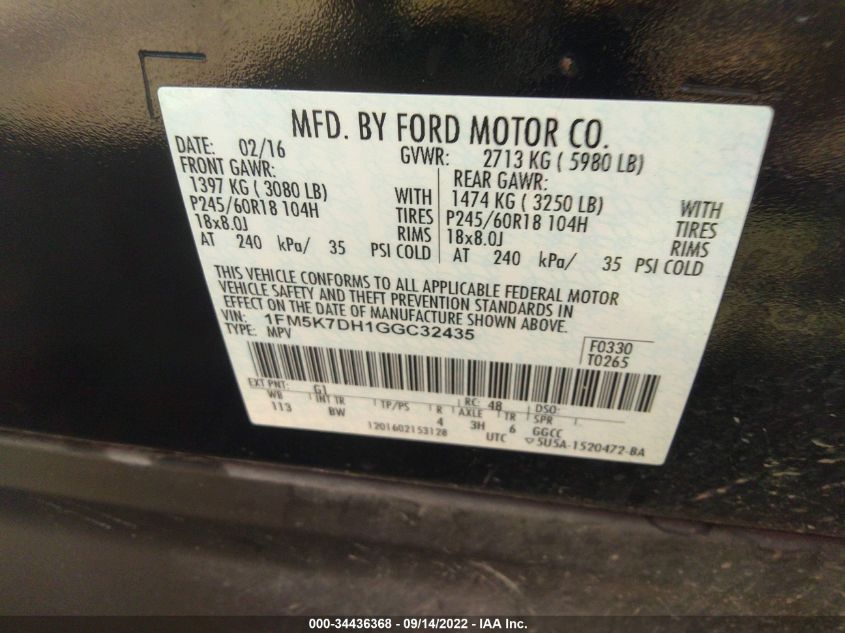 MFD. BY FORD MOTOR CO.
DATE: 02/16 GVWR: 2713 KG ( 5980 LB)
FRONT GAWR: REAR GAWR:
1397 KG ( 3080 LB) WITH 1474 KG ( 3250 LB) WITH
P245/60R18 104H TIRES P245/60R18 104H TIRES
18x8.0J RIMS 18x8.0J RIMS
AT 240 kPa/ 35 PSI COLD AT 240 kPa/ 35 PSI COLD
THIS VEHICLE CONFORMS TO ALL APPLICABLE FEDERAL MOTOR
VEHICLE SAFETY AND THEFT PREVENTION STANDARDS IN
EFFECT ON THE DATE OF MANUFACTURE SHOWN ABOVE.
VIN: 1FM5K7DH1GGC32435
TYPE: MPV
F0330
T0265
EXT PNT: G1 RC: 48 DSO:
WB INT TR TP/PS R AXLE TR SPR
113 BW 4 3H 6 GGCC
1201602153128 UTC ▽5U5A-1520472-BA
000-34436368 - 09/14/2022 - IAA Inc.